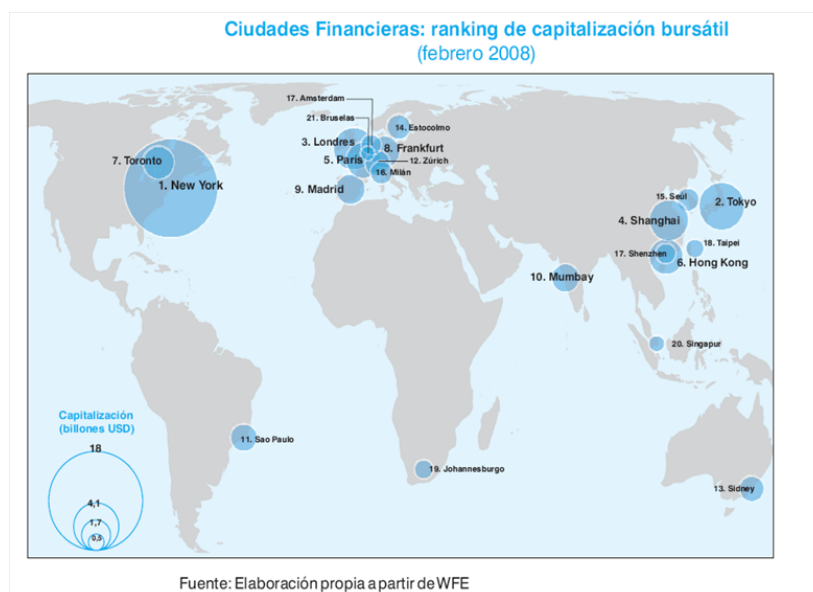 Ciudades Financieras: ranking de capitalización bursátil
(febrero 2008)
17. Amsterdam
21. Bruselas
14. Estocolmo
3. Londres
8. Frankfurt
7. Toronto
5. París
12. Zúrich
16. Milán
1. New York
9. Madrid
15. Seúl
2. Tokyo
4. Shanghai
18. Taipei
17. Shenzhen
6. Hong Kong
10. Mumbay
20. Singapur
Capitalización
(billones USD)
11. Sao Paulo
18
19. Johannesburgo
13. Sidney
4,1
1,7
0,5
Fuente: Elaboración propia a partir de WFE